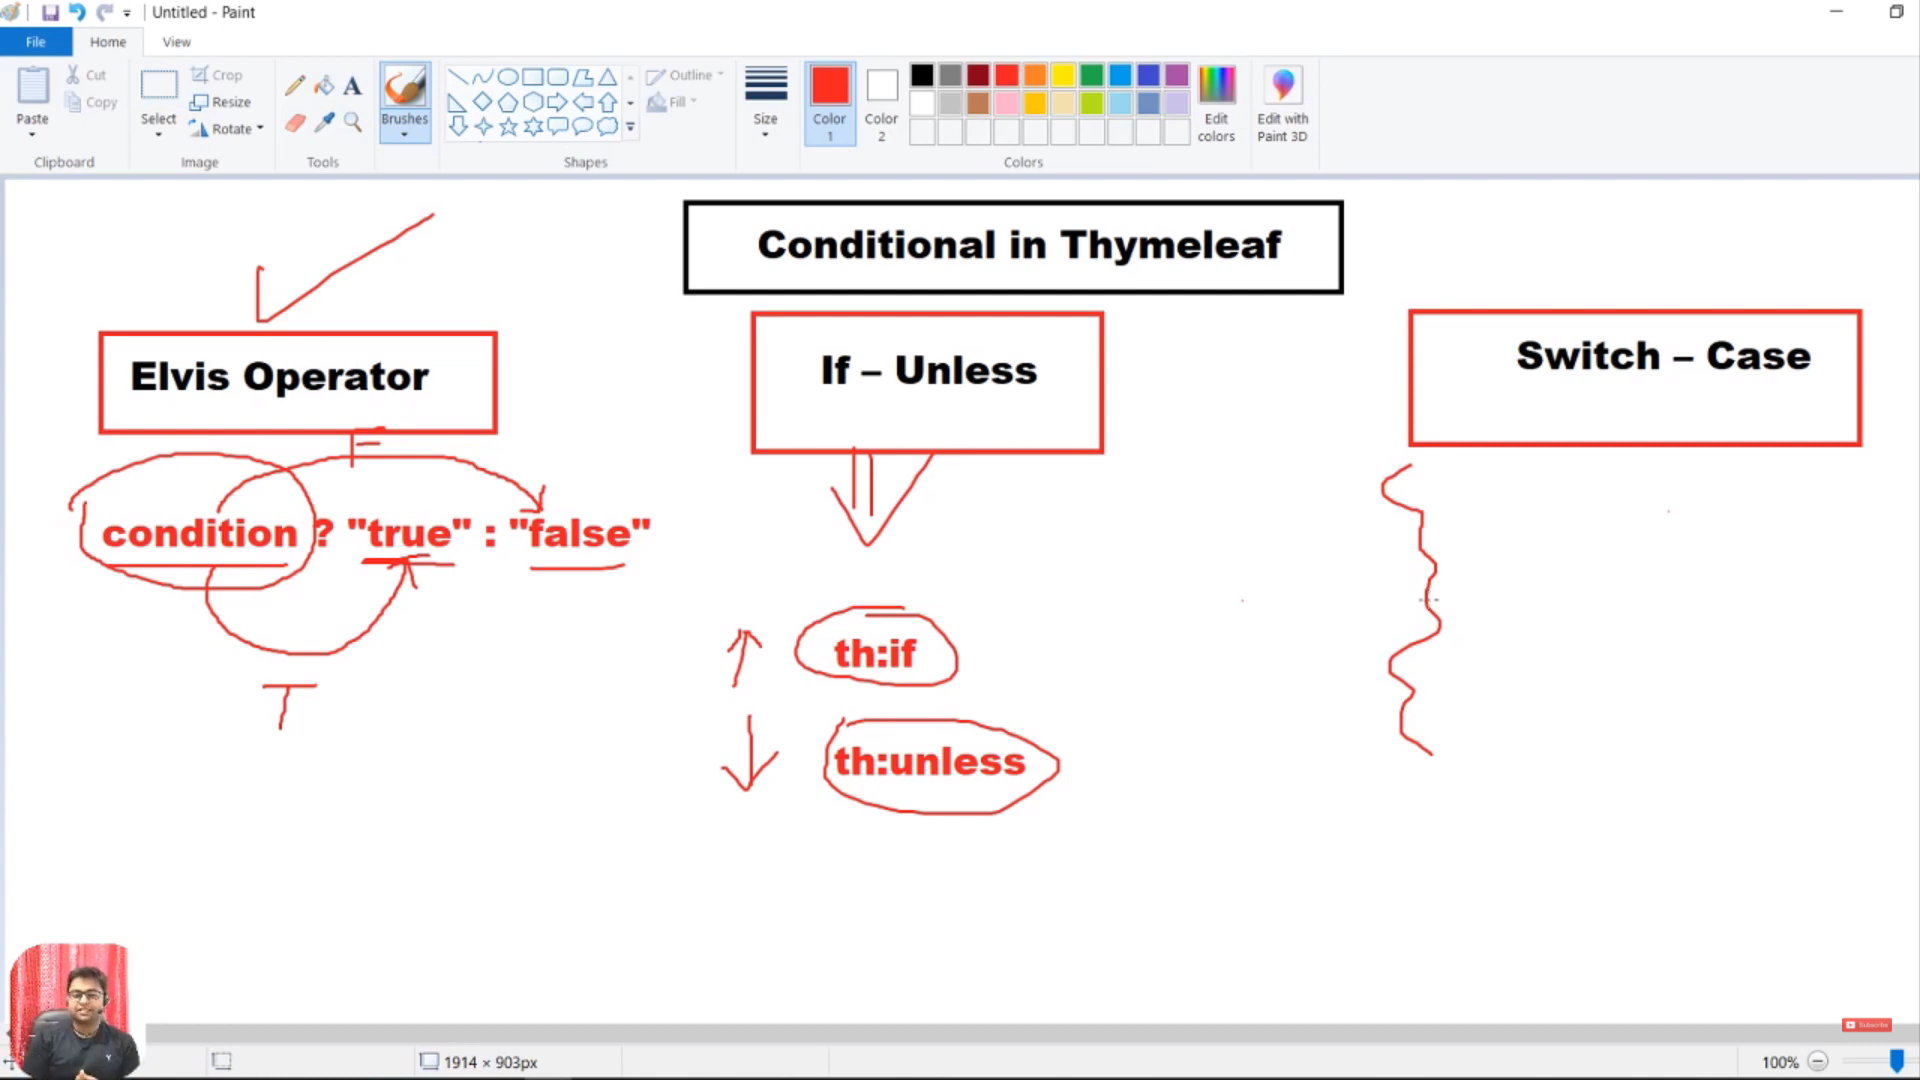 Untitled - Paint
File Home View
Paste
Cut
Copy
Clipboard
Select
Crop
Resize
Rotate
Image
A
Tools
Brushes
Shapes
Outline
Fill
Size
Color 1
Color 2
Edit colors
Colors
Edit with Paint 3D
Conditional in Thymeleaf
Elvis Operator
If – Unless
Switch – Case
F
condition ? "true" : "false"
T
th:if
th:unless
Y
Subscribe
1914 × 903px
100%